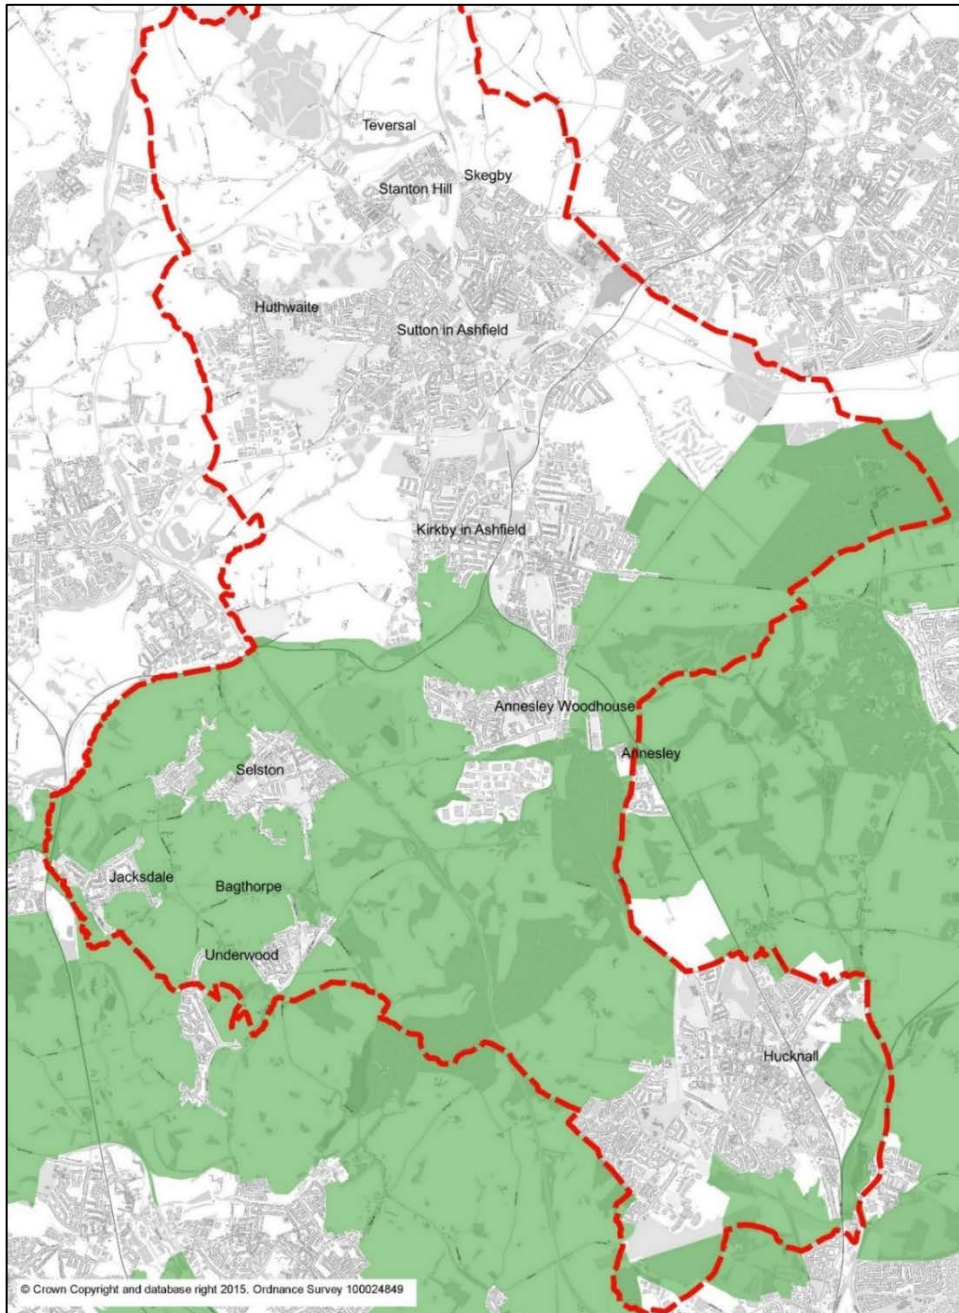 Teversal
Skegby
Stanton Hill
Huthwaite
Sutton in Ashfield
Kirkby in Ashfield
Annesley Woodhouse
Annesley
Selston
Jacksdale
Bagthorpe
Underwood
Hucknall
© Crown Copyright and database right 2015. Ordnance Survey 100024849